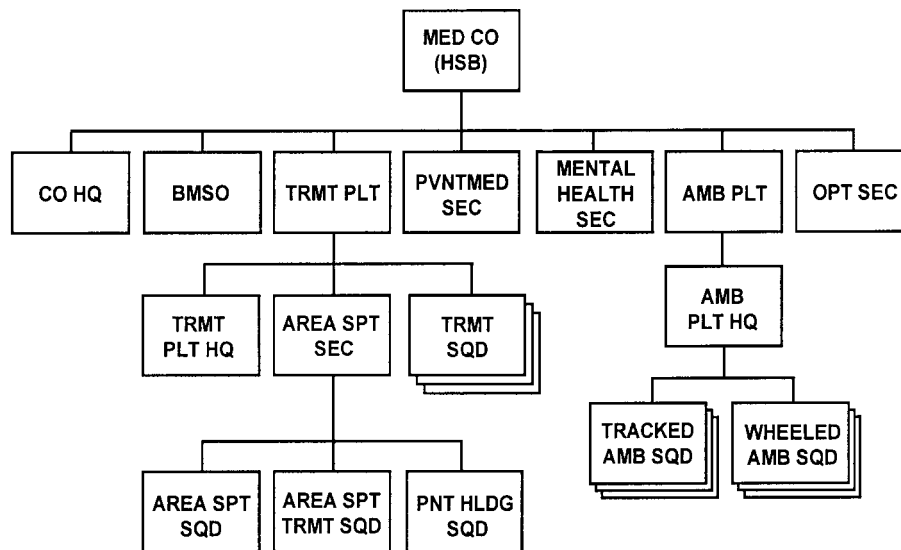 MED CO
(HSB)
CO HQ
BMSO
TRMT PLT
PVNTMED
SEC
MENTAL
HEALTH
SEC
AMB PLT
OPT SEC
TRMT
PLT HQ
AREA SPT
SEC
TRMT
SQD
AMB
PLT HQ
TRACKED
AMB SQD
WHEELED
AMB SQD
AREA SPT
SQD
AREA SPT
TRMT SQD
PNT HLDG
SQD